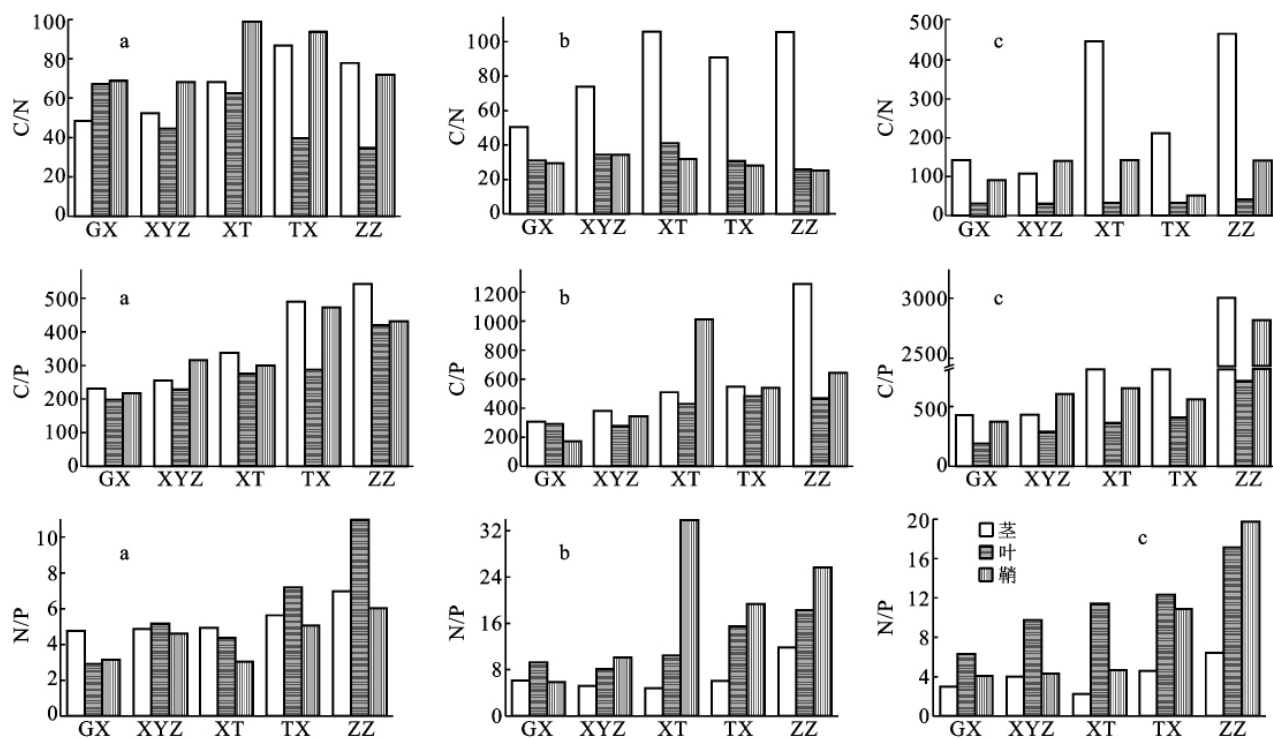 100
80
60
40
20
0
C/N
a
GX XYZ XT TX ZZ
100
80
60
40
20
0
C/N
b
GX XYZ XT TX ZZ
500
400
300
200
100
0
C/N
c
GX XYZ XT TX ZZ
500
400
300
200
100
0
C/P
a
GX XYZ XT TX ZZ
1200
1000
800
600
400
200
0
C/P
b
GX XYZ XT TX ZZ
3000
2500
500
0
C/P
c
GX XYZ XT TX ZZ
10
8
6
4
2
0
N/P
a
GX XYZ XT TX ZZ
32
24
16
8
0
N/P
b
GX XYZ XT TX ZZ
20
16
12
8
4
0
N/P
茎
叶
鞘
c
GX XYZ XT TX ZZ